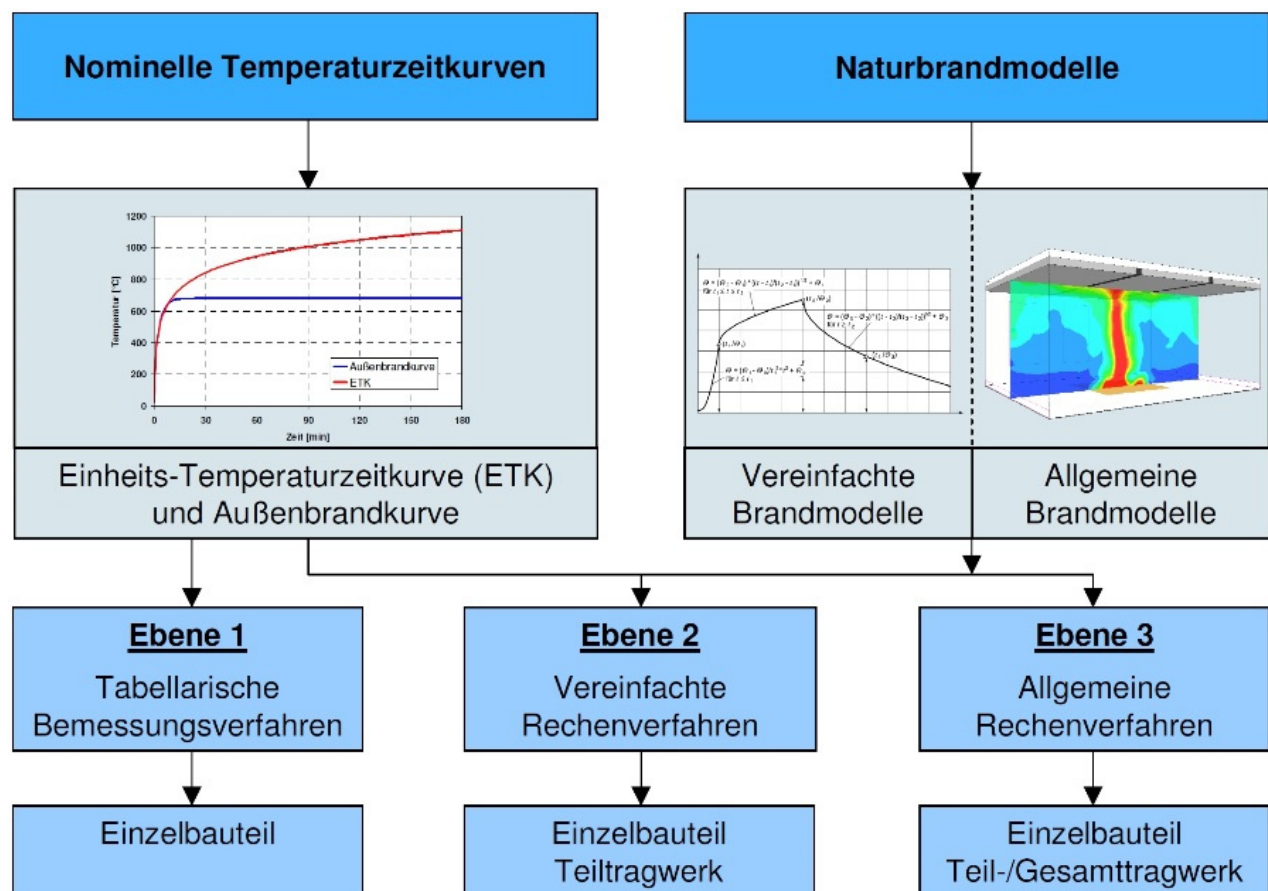 Nominelle Temperaturzeitkurven
Naturbrandmodelle
1200
1000
800
600
400
200
0
Temperatur [°C]
Außenbrandkurve
ETK
0
30
60
90
120
150
180
Zeit [min]
Einheits-Temperaturzeitkurve (ETK)
und Außenbrandkurve
Vereinfachte
Brandmodelle
Allgemeine
Brandmodelle
Ebene 1
Tabellarische
Bemessungsverfahren
Ebene 2
Vereinfachte
Rechenverfahren
Ebene 3
Allgemeine
Rechenverfahren
Einzelbauteil
Einzelbauteil
Teiltragwerk
Einzelbauteil
Teil-/Gesamttragwerk